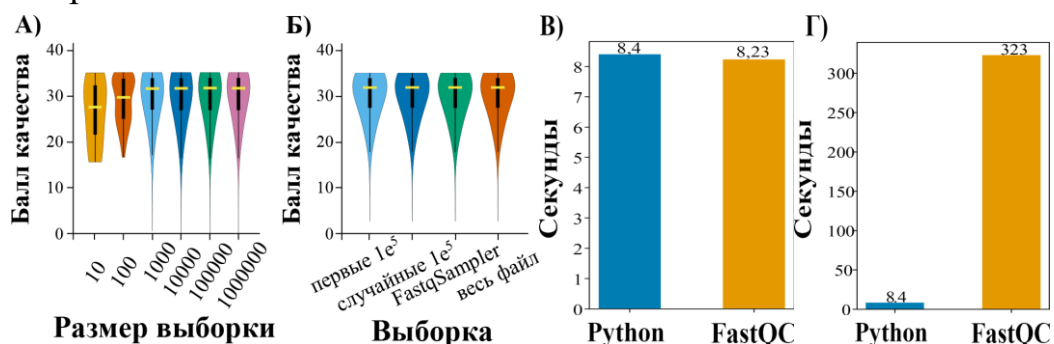 А)
Балл качества
40
30
20
10
0
10
100
1000
10000
100000
1000000
Размер выборки
Б)
Балл качества
40
30
20
10
0
первые 1e⁵
случайные 1e⁵
FastqSampler
весь файл
Выборка
В)
Секунды
8
7
6
5
4
3
2
1
0
8,4
8,23
Python
FastQC
Г)
Секунды
300
250
200
150
100
50
0
8,4
323
Python
FastQC